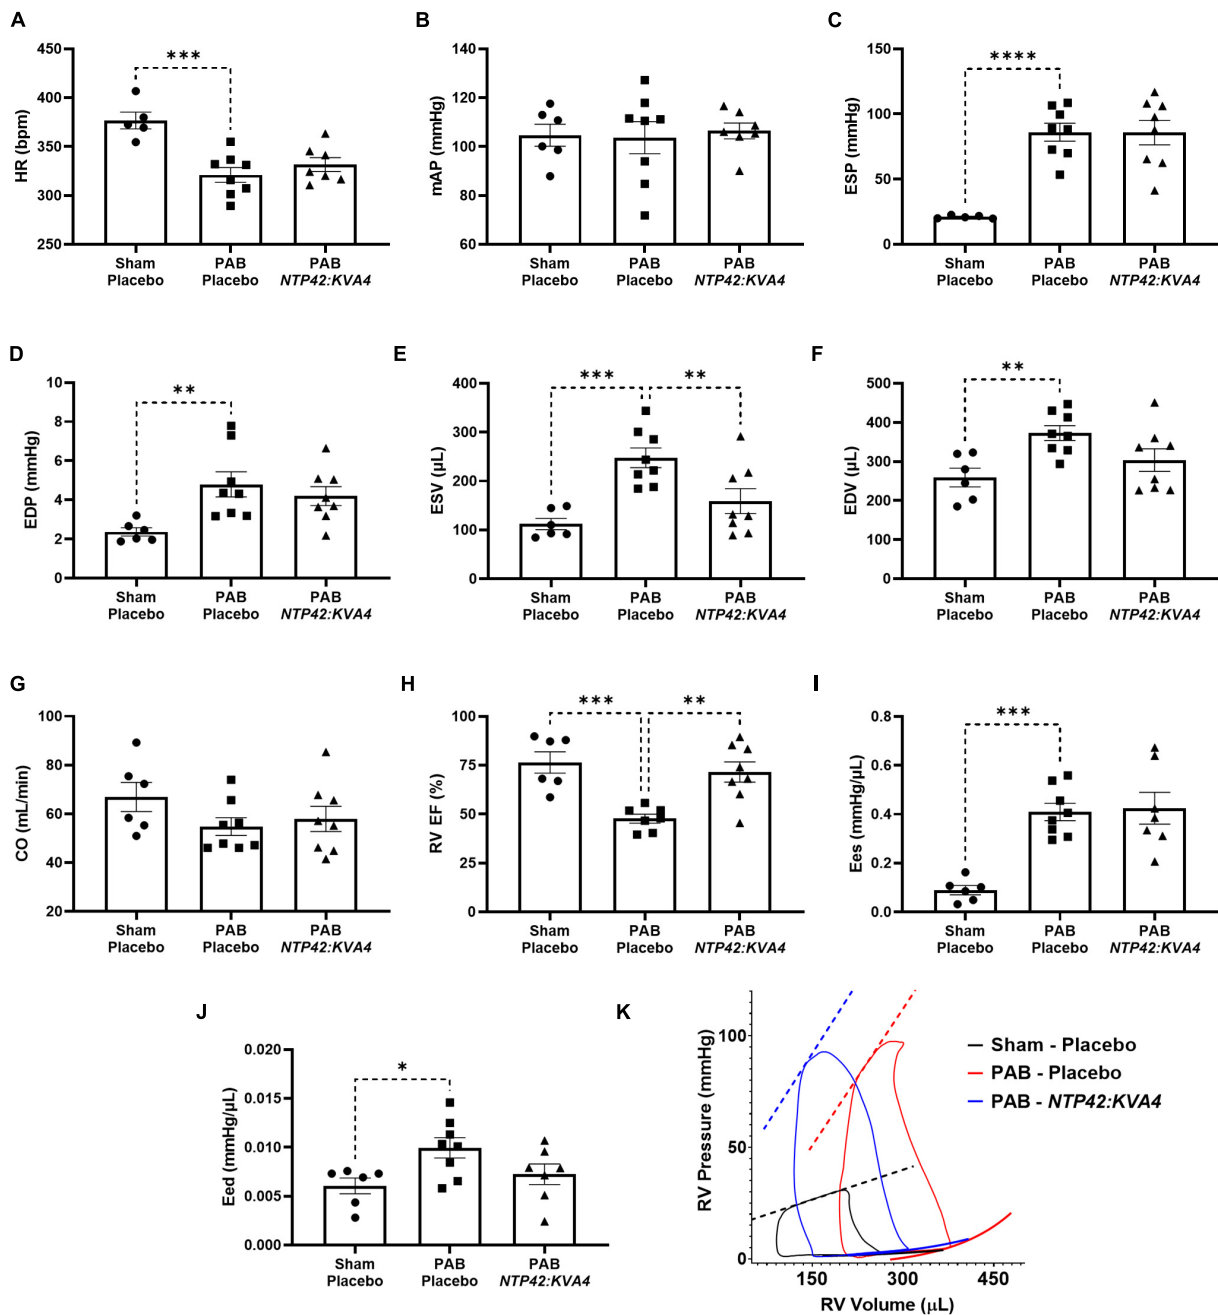 A
HR (bpm)
450
400
350
300
250
***
Sham
Placebo
PAB
Placebo
PAB
NTP42:KVA4
B
mAP (mmHg)
140
120
100
80
60
Sham
Placebo
PAB
Placebo
PAB
NTP42:KVA4
C
ESP (mmHg)
150
100
50
0
****
Sham
Placebo
PAB
Placebo
PAB
NTP42:KVA4
D
EDP (mmHg)
10
8
6
4
2
0
**
Sham
Placebo
PAB
Placebo
PAB
NTP42:KVA4
E
ESV (µL)
400
300
200
100
0
***
**
Sham
Placebo
PAB
Placebo
PAB
NTP42:KVA4
F
EDV (µL)
500
400
300
200
100
0
**
Sham
Placebo
PAB
Placebo
PAB
NTP42:KVA4
G
CO (mL/min)
100
80
60
40
20
Sham
Placebo
PAB
Placebo
PAB
NTP42:KVA4
H
RV EF (%)
100
75
50
25
0
***
**
Sham
Placebo
PAB
Placebo
PAB
NTP42:KVA4
I
Ees (mmHg/µL)
0.8
0.6
0.4
0.2
0.0
***
Sham
Placebo
PAB
Placebo
PAB
NTP42:KVA4
J
Eed (mmHg/µL)
0.020
0.015
0.010
0.005
0.000
*
Sham
Placebo
PAB
Placebo
PAB
NTP42:KVA4
K
RV Pressure (mmHg)
100
50
0
150
300
450
RV Volume (µL)
Sham - Placebo
PAB - Placebo
PAB - NTP42:KVA4